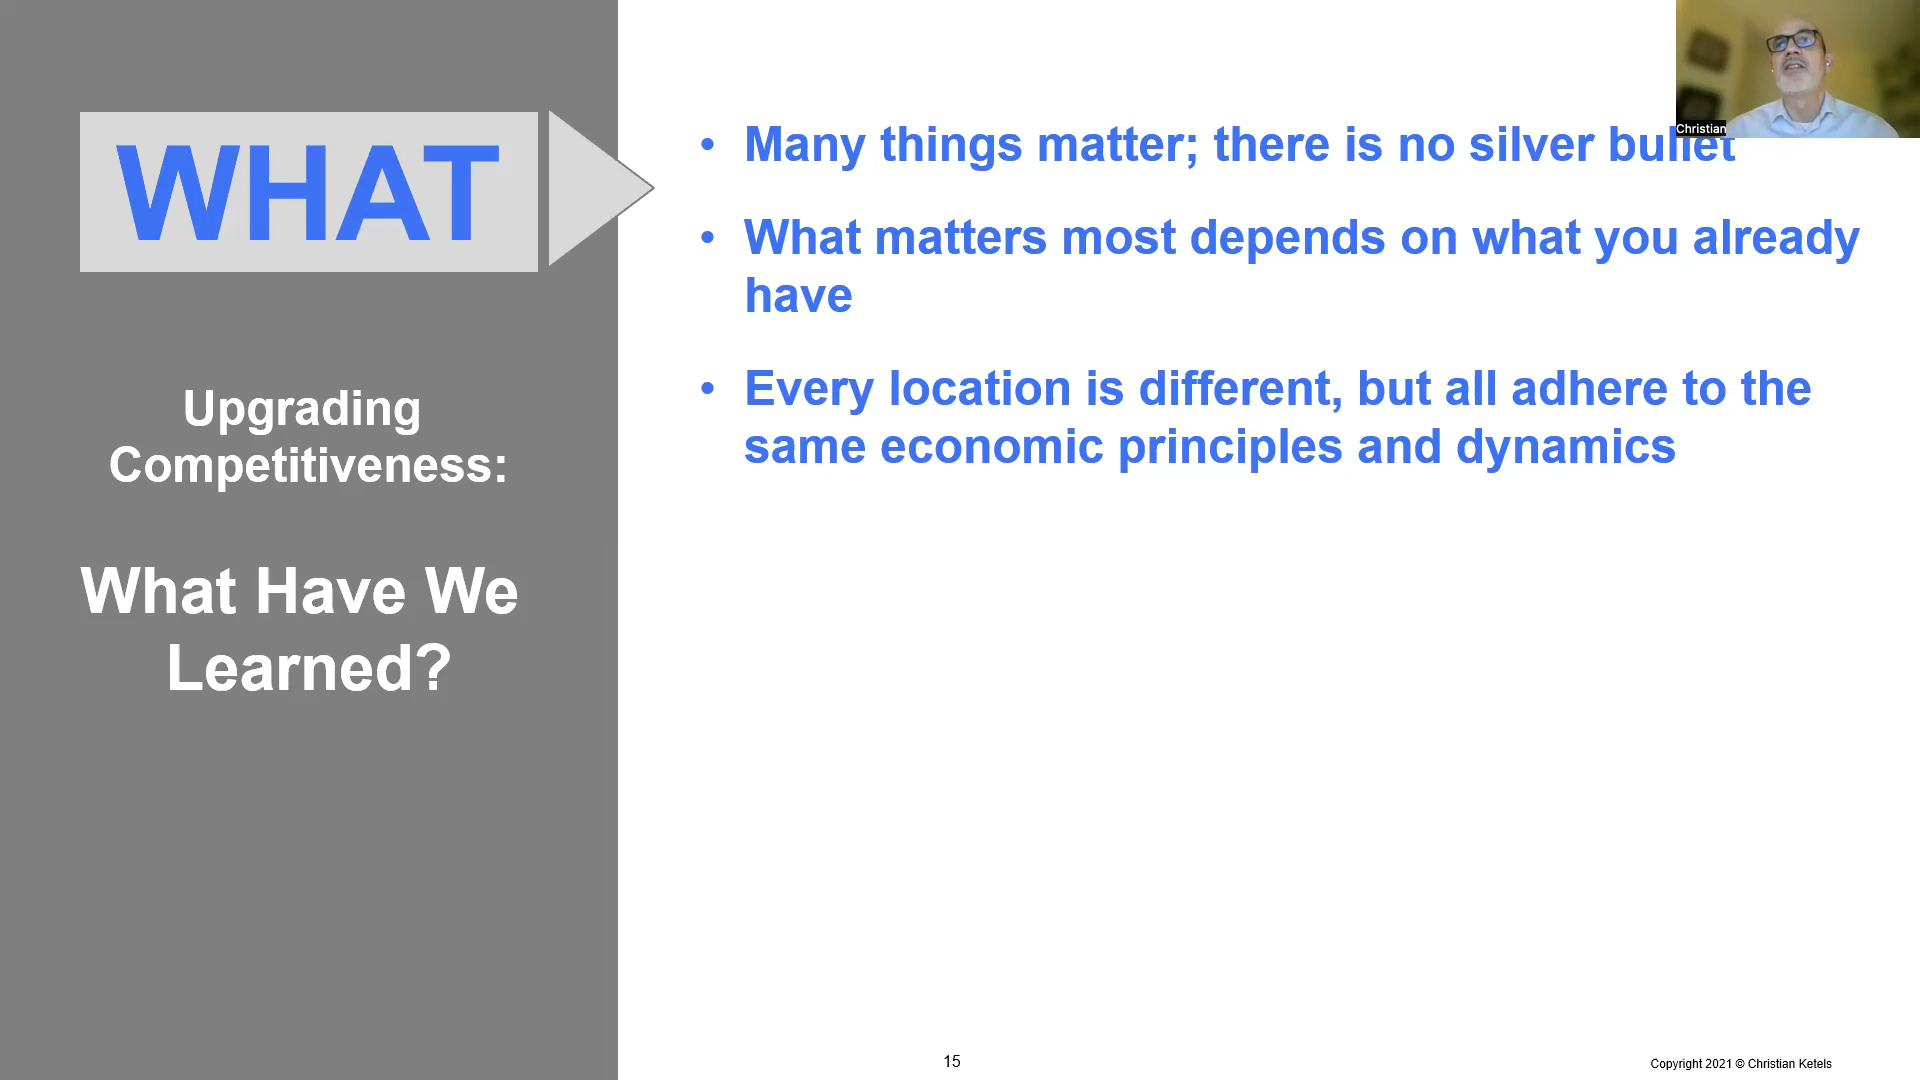 WHAT
Upgrading
Competitiveness:
What Have We
Learned?
• Many things matter; there is no silver bullet
• What matters most depends on what you already
have
• Every location is different, but all adhere to the
same economic principles and dynamics
Christian
15
Copyright 2021 © Christian Ketels